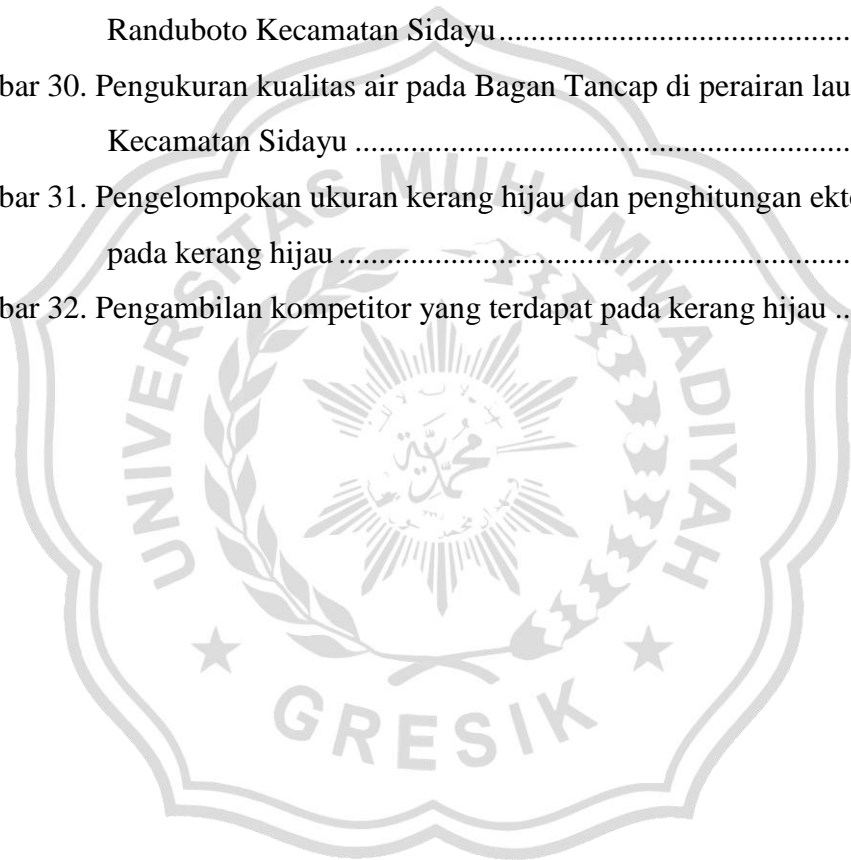 Randuboto Kecamatan Sidayu............................................
bar 30. Pengukuran kualitas air pada Bagan Tancap di perairan lau
Kecamatan Sidayu ..............................................................
bar 31. Pengelompokan ukuran kerang hijau dan penghitungan ekt
pada kerang hijau ................................................................
bar 32. Pengambilan kompetitor yang terdapat pada kerang hijau ..
UNIVERSITAS MUHAMMADIYAH
GRESIK